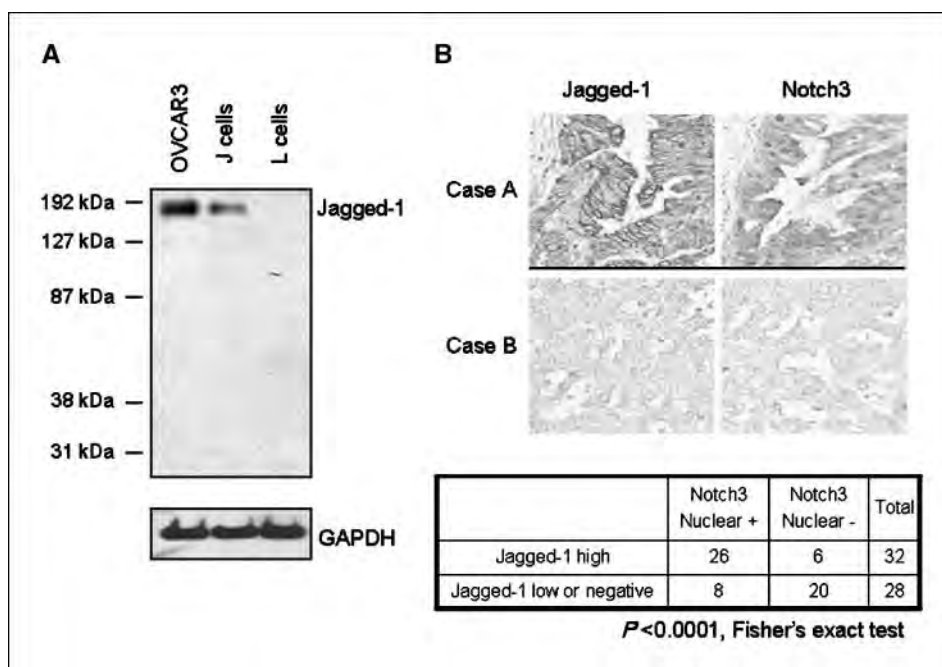 A
OVCAR3
J cells
L cells
192 kDa
127 kDa
87 kDa
38 kDa
31 kDa
Jagged-1
GAPDH
B
Jagged-1 Notch3
Case A
Case B
Notch3 Nuclear + Notch3 Nuclear - Total
Jagged-1 high 26 6 32
Jagged-1 low or negative 8 20 28
P<0.0001, Fisher's exact test